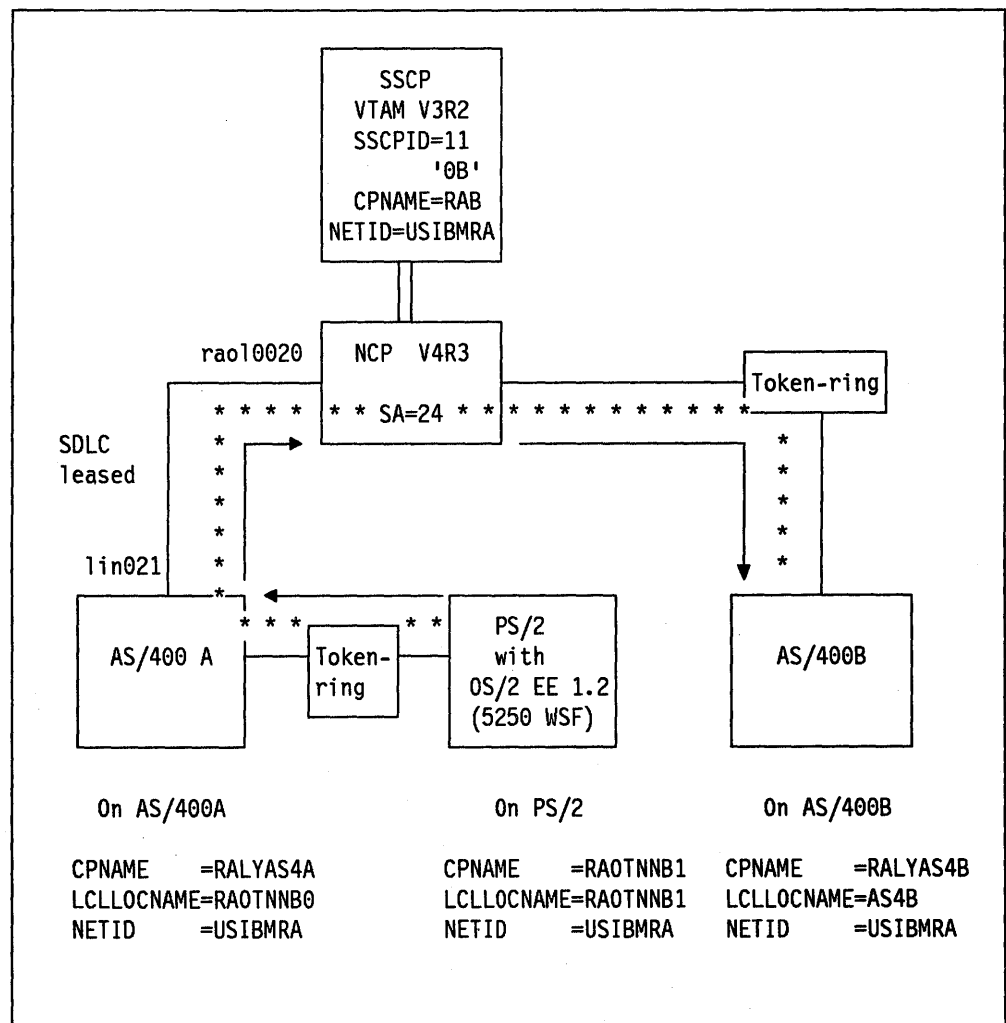 SSCP
VTAM V3R2
SSCPID=11
'0B'
CPNAME=RAB
NETID=USIBMRA
raol0020
NCP V4R3
Token-ring
* * * * * * SA=24 * * * * * * * * * * *
SDLC
leased
lin021
AS/400 A
Token-
ring
PS/2
with
OS/2 EE 1.2
(5250 WSF)
AS/400B
On AS/400A
CPNAME =RALYAS4A
LCLLOCNAME=RAOTNNB0
NETID =USIBMRA
On PS/2
CPNAME =RAOTNNB1
LCLLOCNAME=RAOTNNB1
NETID =USIBMRA
On AS/400B
CPNAME =RALYAS4B
LCLLOCNAME=AS4B
NETID =USIBMRA